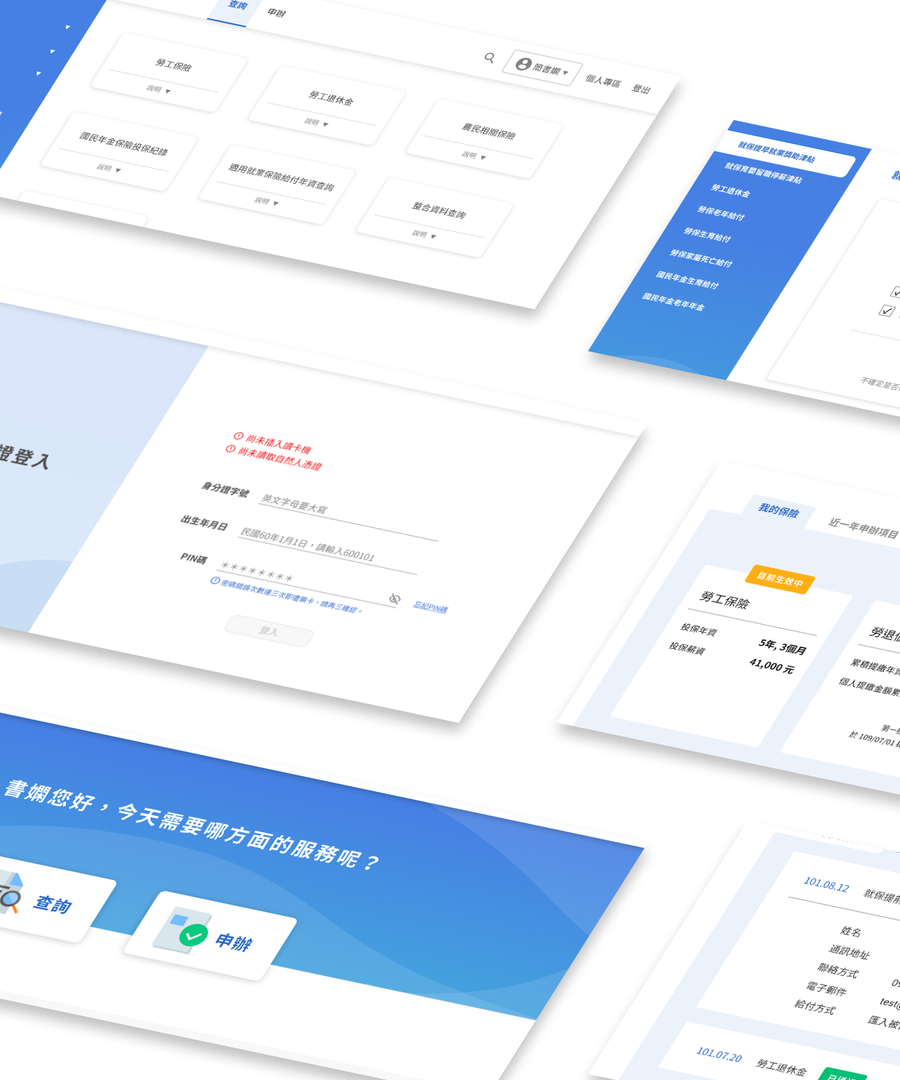 查詢
申辦
簡書嫻 ▼
個人專區
登出
勞工保險
說明 ▼
勞工退休金
說明 ▼
農民相關保險
說明 ▼
國民年金保險投保紀錄
說明 ▼
適用就業保險給付年資查詢
說明 ▼
整合資料查詢
說明 ▼
就保提早就業獎助津貼
就保育嬰留職停薪津貼
勞工退休金
勞保老年給付
勞保生育給付
勞保家屬死亡給付
國民年金生育給付
國民年金老年年金
不確定是否
證登入
尚未插入讀卡機
尚未讀取自然人憑證
身分證字號
英文字母要大寫
出生年月日
民國60年1月1日，請輸入600101
PIN碼
********
密碼錯誤次數達三次即遭鎖卡，請再三確認。
忘記PIN碼
登入
我的保險
近一年申辦項目
目前生效中
勞工保險
投保年資
5年, 3個月
投保薪資
41,000 元
勞退個
累積提繳年資
個人提繳金額累
第一
於 109/07/01
書嫻您好，今天需要哪方面的服務呢？
查詢
申辦
101.08.12
就保提前
姓名
通訊地址
聯絡方式
09
電子郵件
test@
給付方式
匯入被
101.07.20
勞工退休金